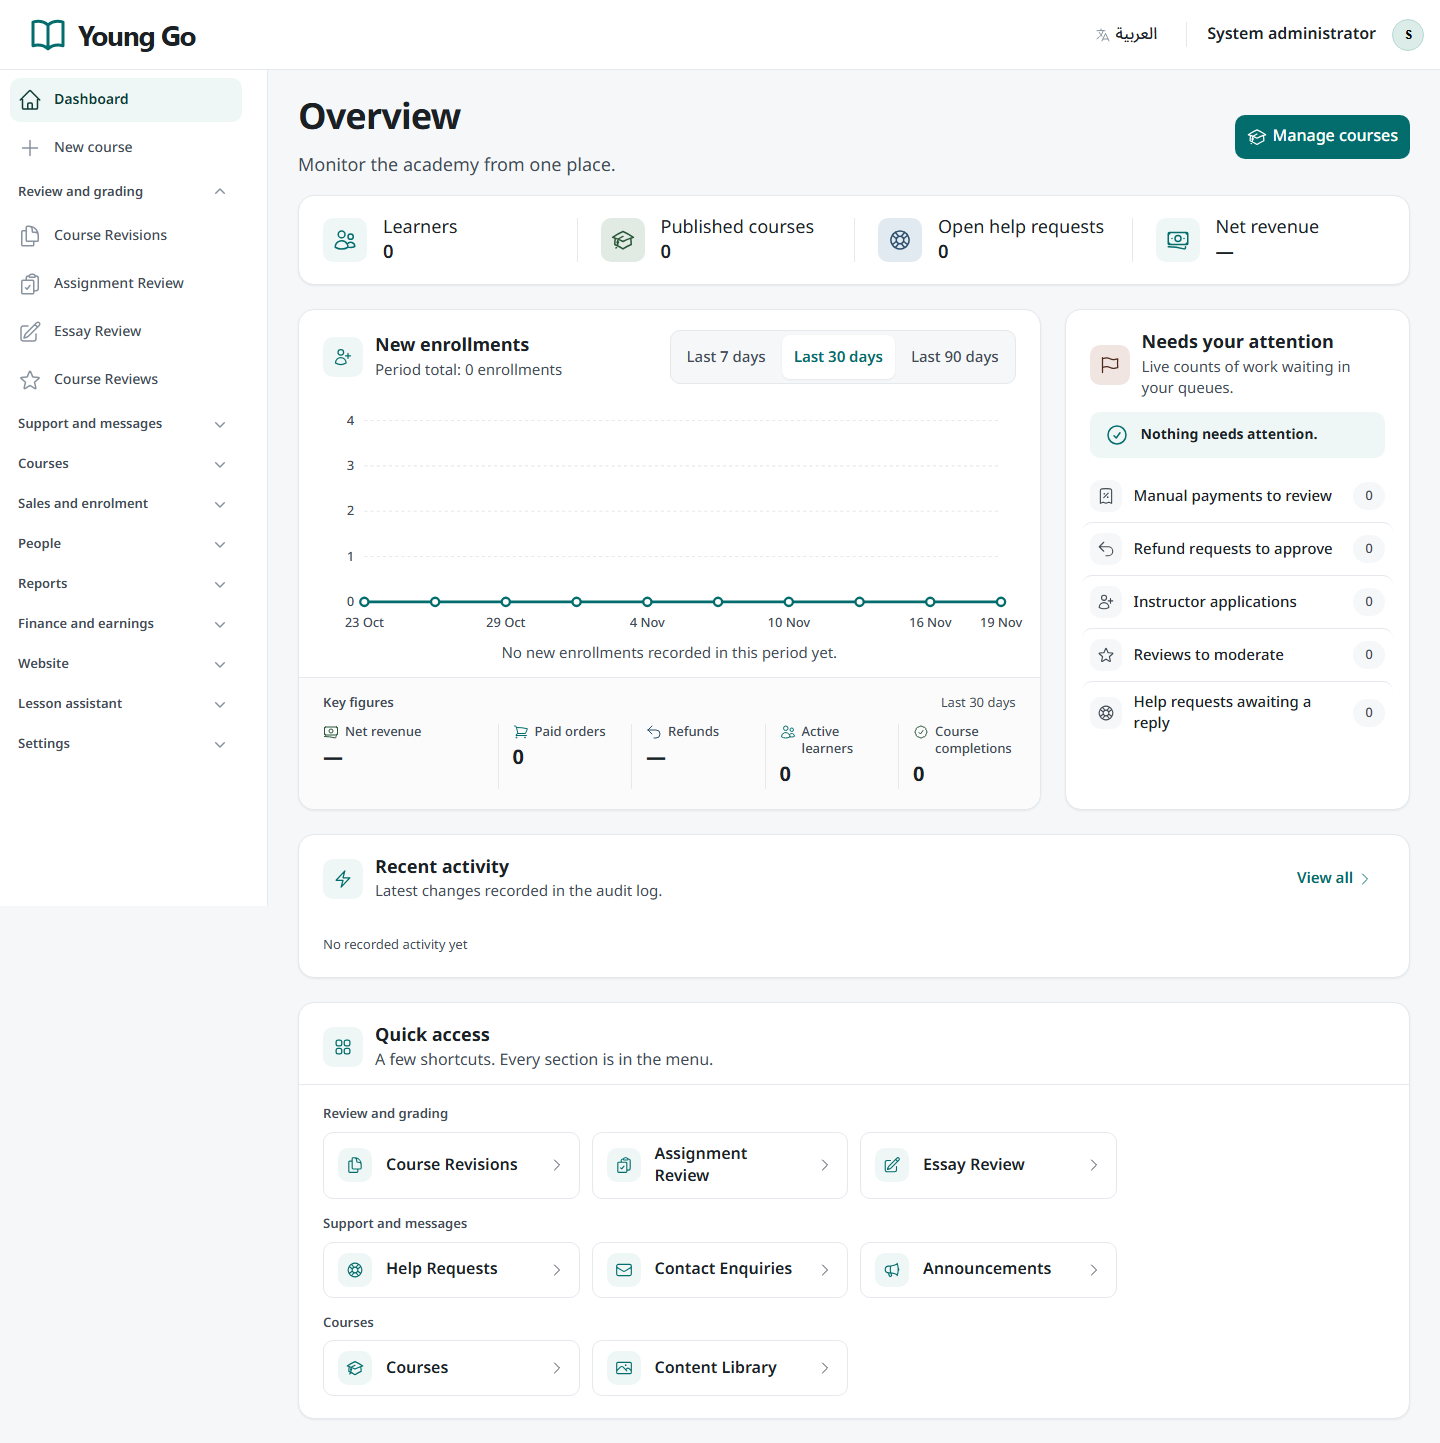 Young Go
العربية
System administrator
S
Dashboard
New course
Review and grading
Course Revisions
Assignment Review
Essay Review
Course Reviews
Support and messages
Courses
Sales and enrolment
People
Reports
Finance and earnings
Website
Lesson assistant
Settings
Overview
Monitor the academy from one place.
Manage courses
Learners
0
Published courses
0
Open help requests
0
Net revenue
—
New enrollments
Period total: 0 enrollments
Last 7 days
Last 30 days
Last 90 days
4
3
2
1
0
23 Oct
29 Oct
4 Nov
10 Nov
16 Nov
19 Nov
No new enrollments recorded in this period yet.
Key figures
Last 30 days
Net revenue
—
Paid orders
0
Refunds
—
Active
learners
0
Course
completions
0
Needs your attention
Live counts of work waiting in
your queues.
Nothing needs attention.
Manual payments to review
0
Refund requests to approve
0
Instructor applications
0
Reviews to moderate
0
Help requests awaiting a
reply
0
Recent activity
Latest changes recorded in the audit log.
View all
No recorded activity yet
Quick access
A few shortcuts. Every section is in the menu.
Review and grading
Course Revisions
Assignment
Review
Essay Review
Support and messages
Help Requests
Contact Enquiries
Announcements
Courses
Courses
Content Library